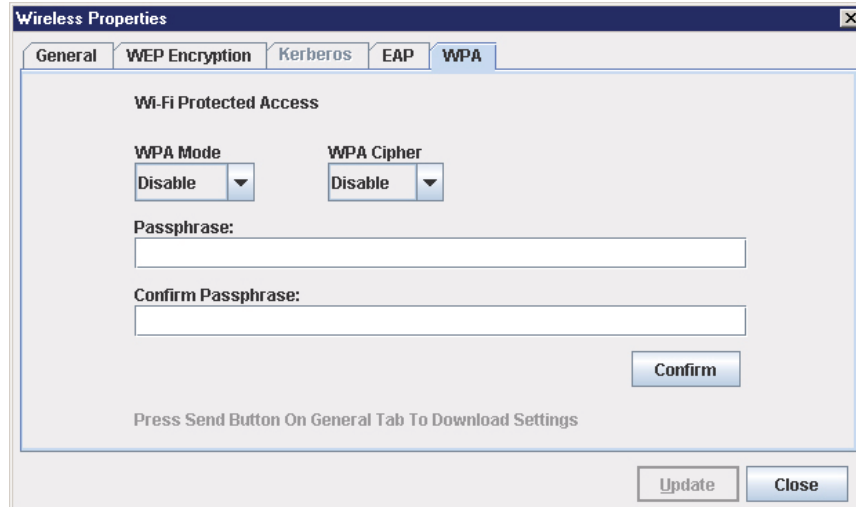 Wireless Properties
General WEP Encryption Kerberos EAP WPA
Wi-Fi Protected Access
WPA Mode WPA Cipher
Disable Disable
Passphrase:
Confirm Passphrase:
Confirm
Press Send Button On General Tab To Download Settings
Update Close